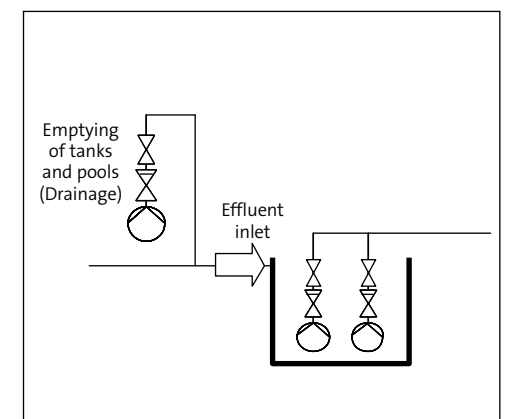 Emptying
of tanks
and pools
(Drainage)
Effluent
inlet